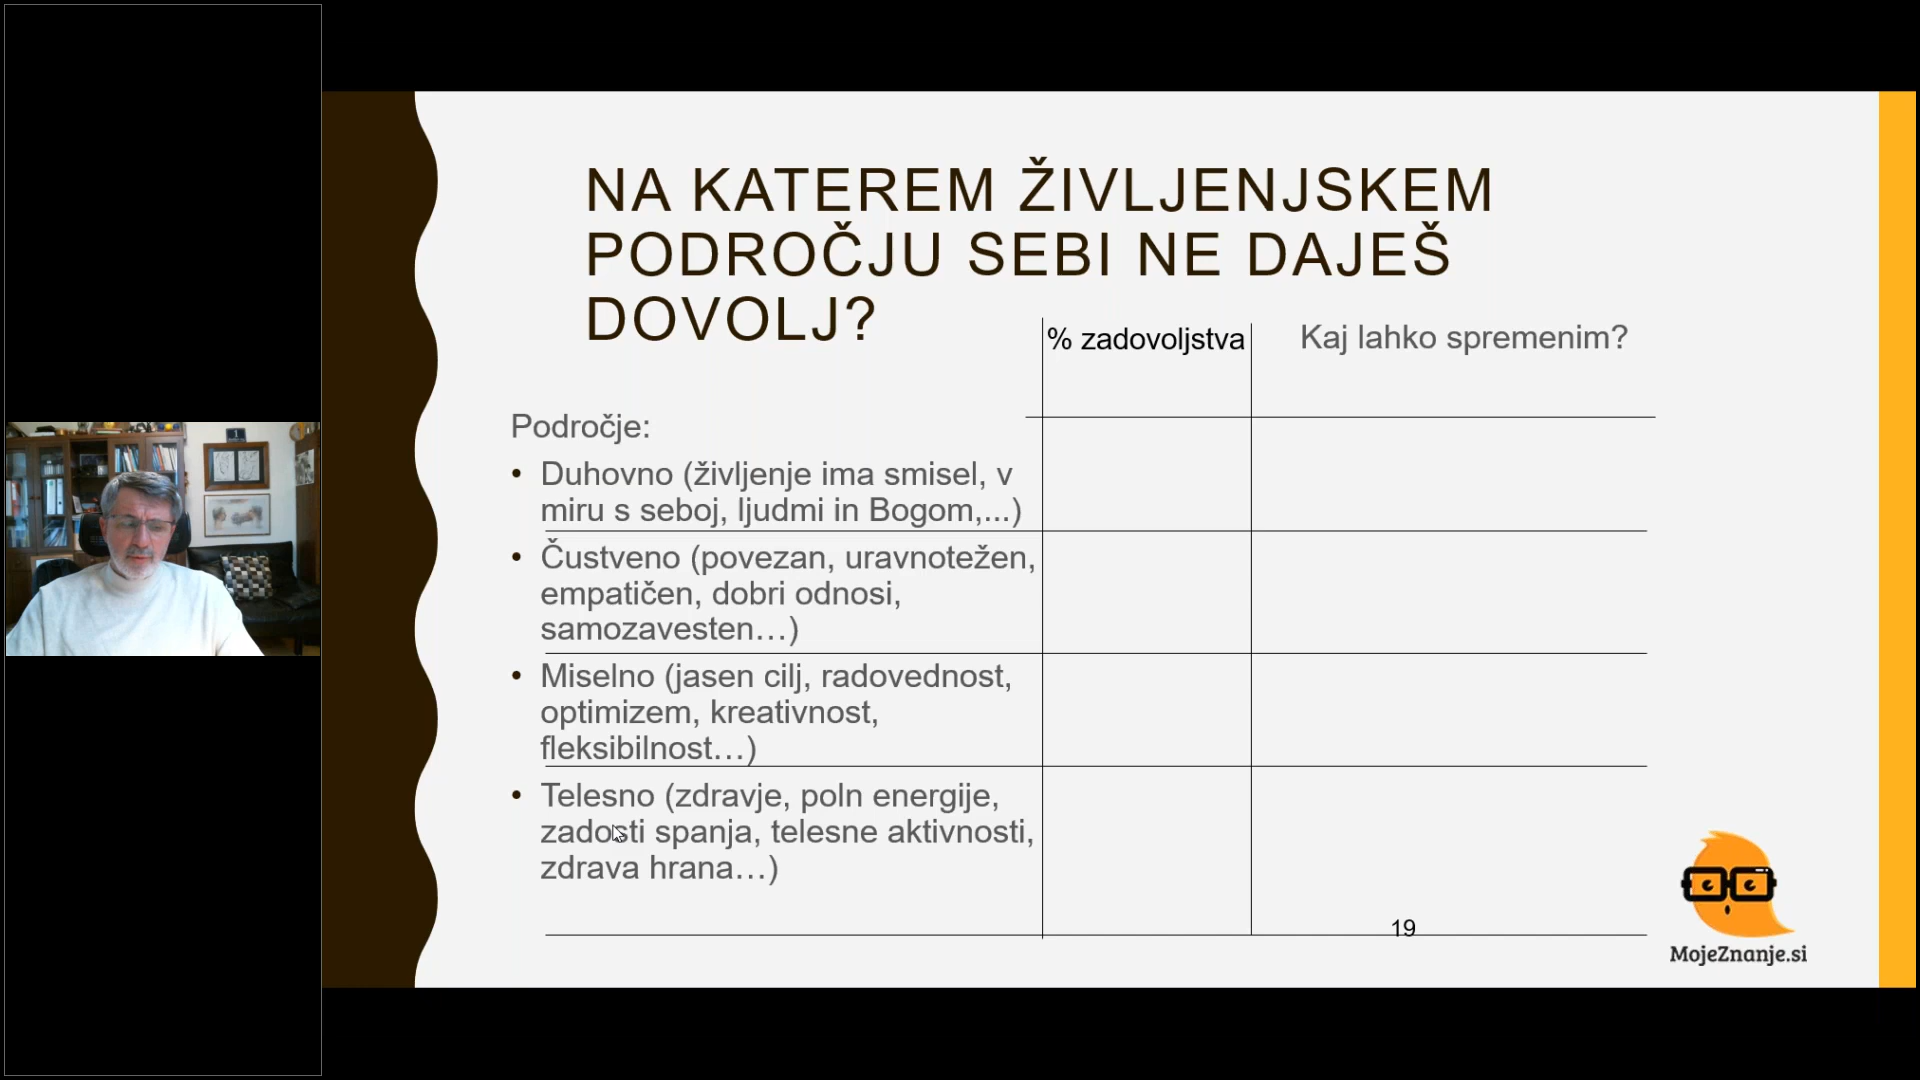 NA KATEREM ŽIVLJENJSKEM
PODROČJU SEBI NE DAJEŠ
DOVOLJ?
% zadovoljstva
Kaj lahko spremenim?
Področje:
• Duhovno (življenje ima smisel, v
miru s seboj, ljudmi in Bogom,...)
• Čustveno (povezan, uravnotežen,
empatičen, dobri odnosi,
samozavesten…)
• Miselno (jasen cilj, radovednost,
optimizem, kreativnost,
fleksibilnost…)
• Telesno (zdravje, poln energije,
zadosti spanja, telesne aktivnosti,
zdrava hrana…)
19
MojeZnanje.si